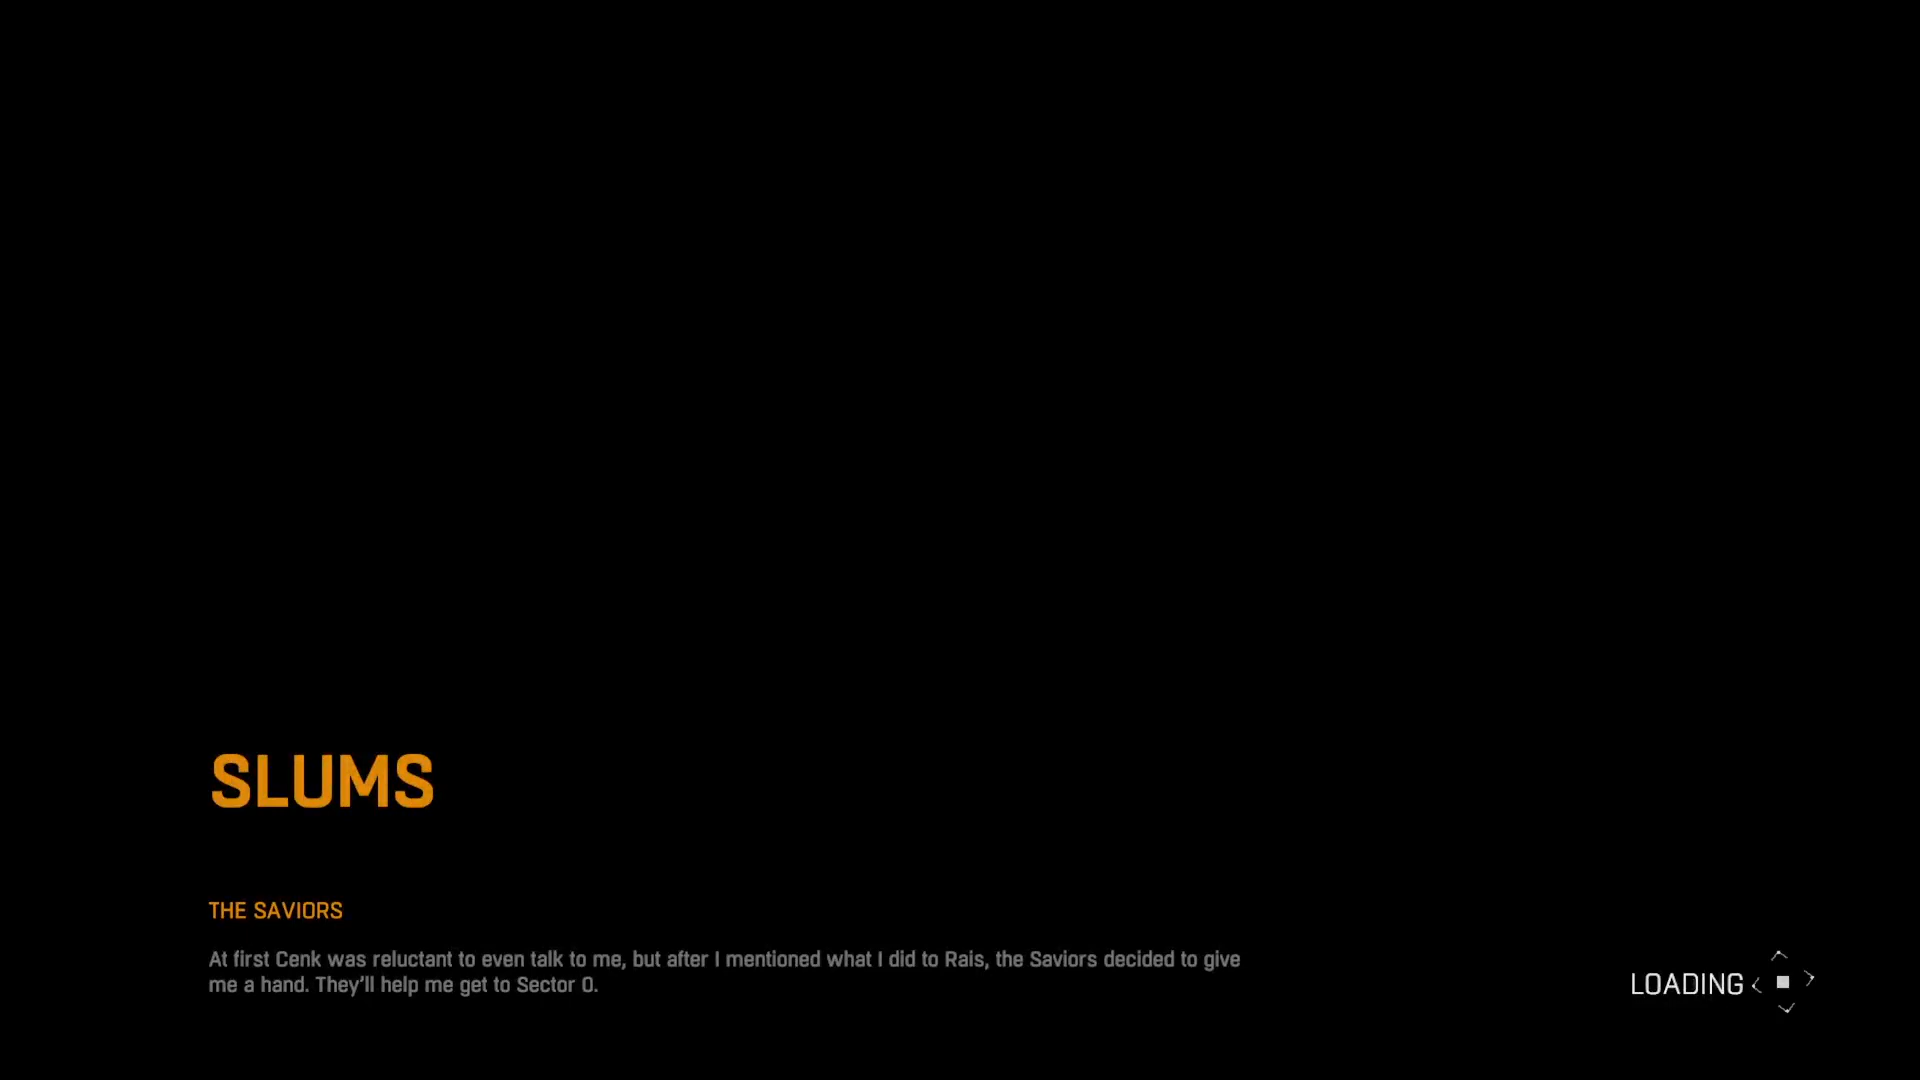 SLUMS
THE SAVIORS
At first Cenk was reluctant to even talk to me, but after I mentioned what I did to Rais, the Saviors decided to give
me a hand. They'll help me get to Sector 0.
LOADING